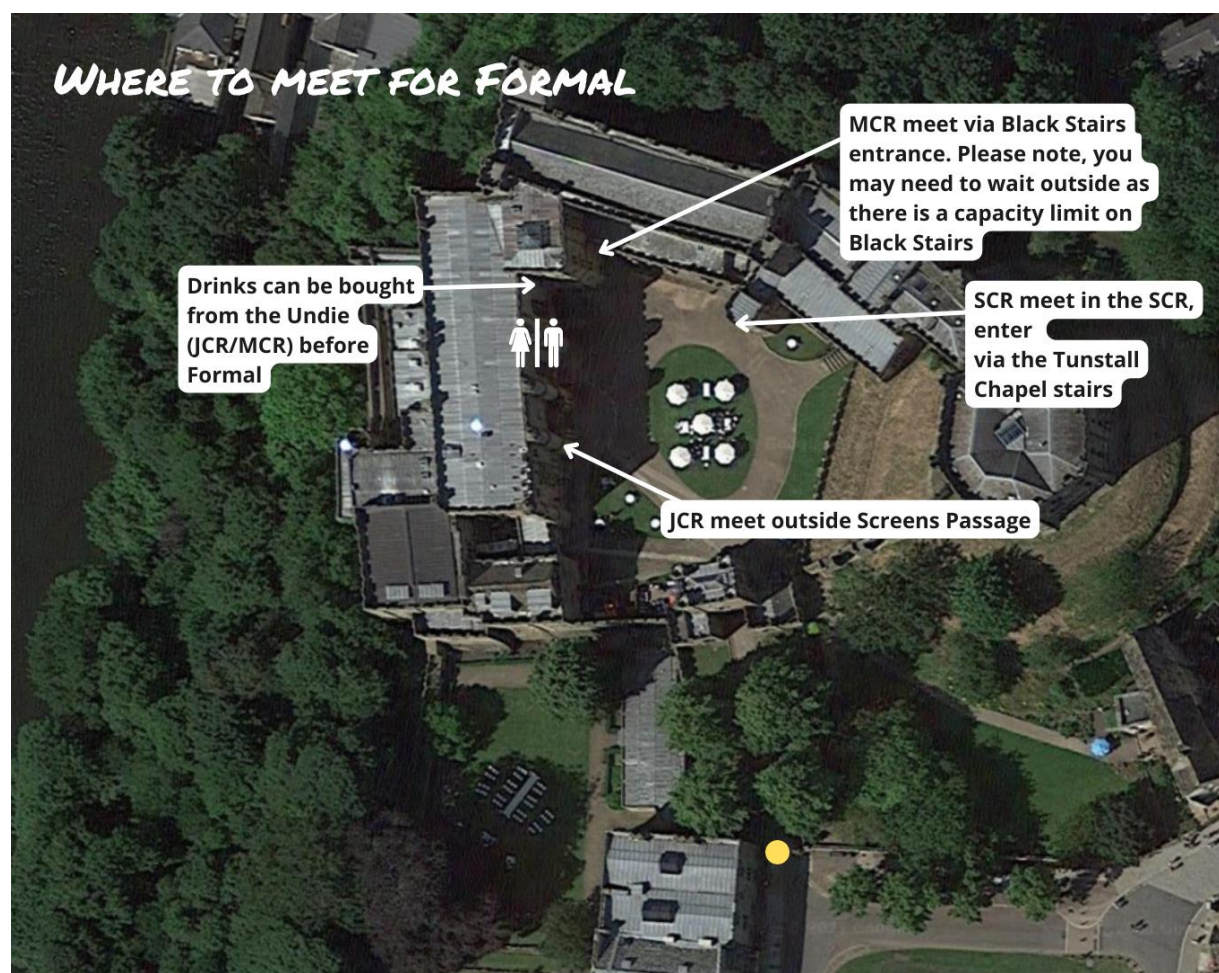 Where to meet for Formal
MCR meet via Black Stairs
entrance. Please note, you
may need to wait outside as
there is a capacity limit on
Black Stairs
Drinks can be bought
from the Undie
(JCR/MCR) before
Formal
SCR meet in the SCR,
enter
via the Tunstall
Chapel stairs
JCR meet outside Screens Passage